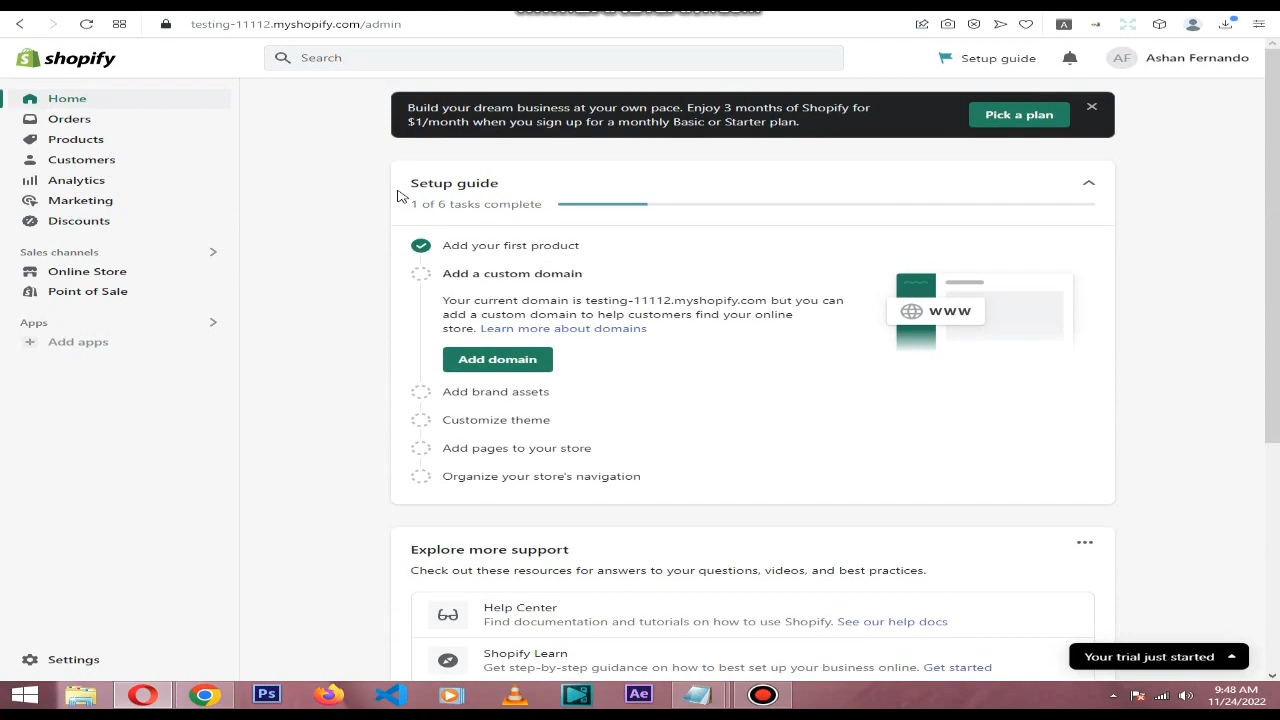 testing-11112.myshopify.com/admin
shopify
Search
Setup guide
AF
Ashan Fernando
Home
Orders
Products
Customers
Analytics
Marketing
Discounts
Sales channels
Online Store
Point of Sale
Apps
Add apps
Settings
Build your dream business at your own pace. Enjoy 3 months of Shopify for
$1/month when you sign up for a monthly Basic or Starter plan.
Pick a plan
Setup guide
1 of 6 tasks complete
Add your first product
Add a custom domain
Your current domain is testing-11112.myshopify.com but you can
add a custom domain to help customers find your online
store. Learn more about domains
Add domain
www
Add brand assets
Customize theme
Add pages to your store
Organize your store's navigation
Explore more support
Check out these resources for answers to your questions, videos, and best practices.
Help Center
Find documentation and tutorials on how to use Shopify. See our help docs
Shopify Learn
Get step-by-step guidance on how to best set up your business online. Get started
Your trial just started
Ps
Ae
9:48 AM
11/24/2022